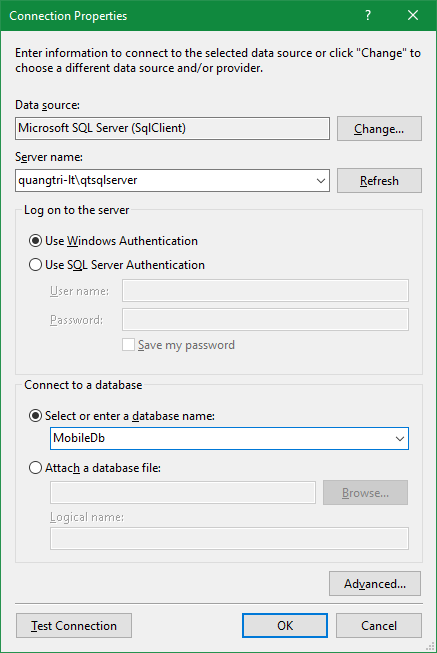 Connection Properties
?
Enter information to connect to the selected data source or click "Change" to
choose a different data source and/or provider.
Data source:
Microsoft SQL Server (SqlClient)
Change...
Server name:
quangtri-lt\qtsqlserver
Refresh
Log on to the server
Use Windows Authentication
Use SQL Server Authentication
User name:
Password:
Save my password
Connect to a database
Select or enter a database name:
MobileDb
Attach a database file:
Browse...
Logical name:
Advanced...
Test Connection
OK
Cancel